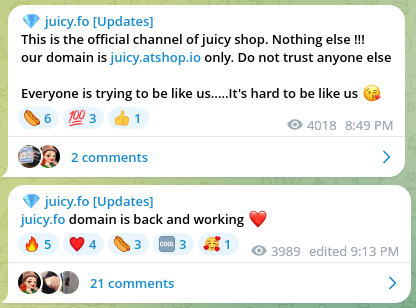 juicy.fo [Updates]
This is the official channel of juicy shop. Nothing else !!!
our domain is juicy.atshop.io only. Do not trust anyone else
Everyone is trying to be like us.....It's hard to be like us 😘
🌭 6 💯 3 👍 1 4018 8:49 PM
2 comments
juicy.fo [Updates]
juicy.fo domain is back and working ❤️
🔥 5 ❤️ 4 🌭 3 🆒 3 🥰 1 3989 edited 9:13 PM
21 comments